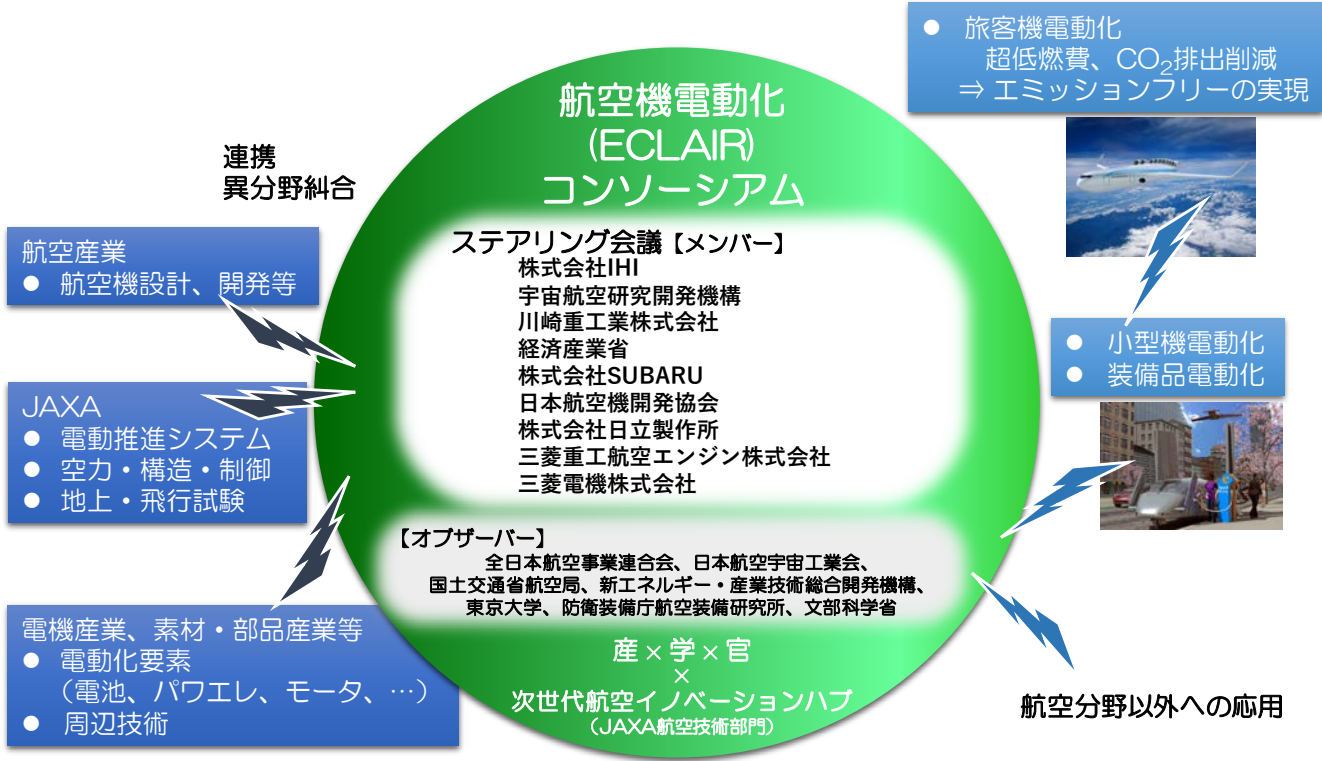 航空機電動化
(ECLAIR)
コンソーシアム
ステアリング会議【メンバー】
株式会社IHI
宇宙航空研究開発機構
川崎重工業株式会社
経済産業省
株式会社SUBARU
日本航空機開発協会
株式会社日立製作所
三菱重工航空エンジン株式会社
三菱電機株式会社
【オブザーバー】
全日本航空事業連合会、日本航空宇宙工業会、
国土交通省航空局、新エネルギー・産業技術総合開発機構、
東京大学、防衛装備庁航空装備研究所、文部科学省
産×学×官
×
次世代航空イノベーションハブ
(JAXA航空技術部門)
連携
異分野糾合
航空産業
● 航空機設計、開発等
JAXA
● 電動推進システム
● 空力・構造・制御
● 地上・飛行試験
電機産業、素材・部品産業等
● 電動化要素
(電池、パワエレ、モータ、…)
● 周辺技術
● 旅客機電動化
超低燃費、CO₂排出削減
⇒ エミッションフリーの実現
● 小型機電動化
● 装備品電動化
航空分野以外への応用